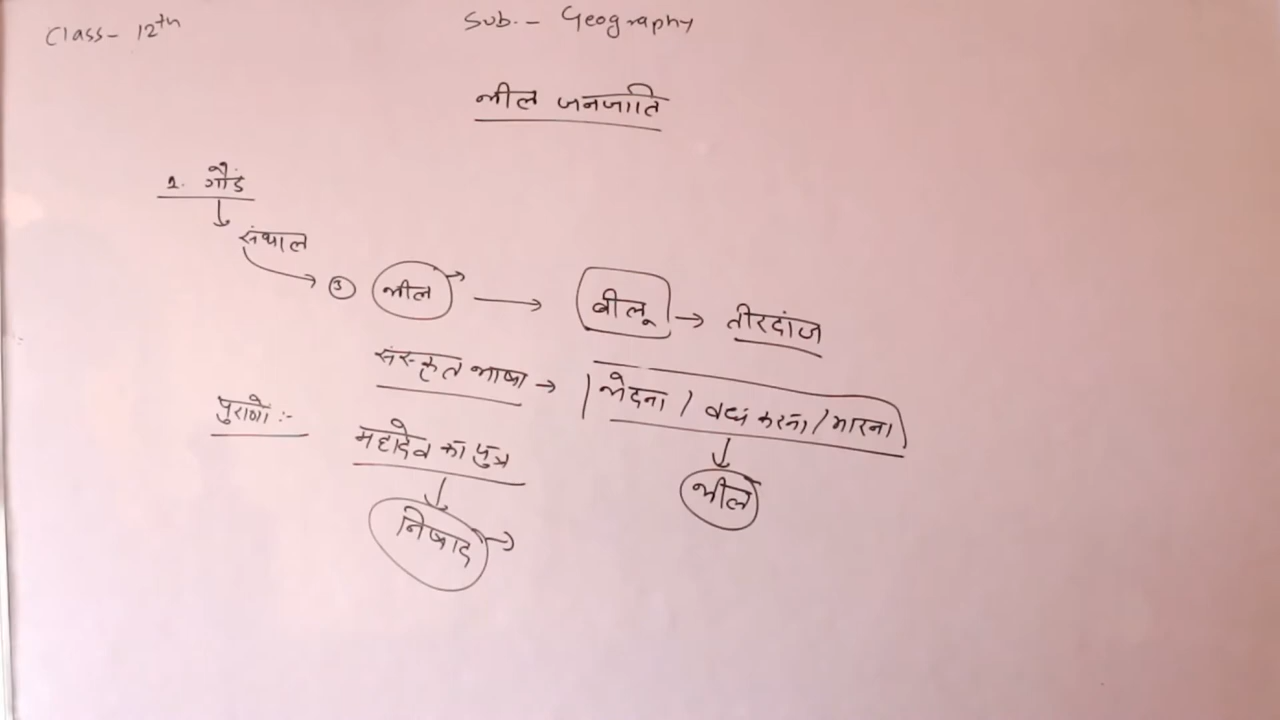 Class- 12th
Sub.- Geography
भील जनजाति
1. गौंड
संथाल
③ भील → बीलू → तीरदांज
संस्कृत भाषा → भेदना / वध करना / मारना
पुराणो :-
महादेव का पुत्र
भील
निषाद